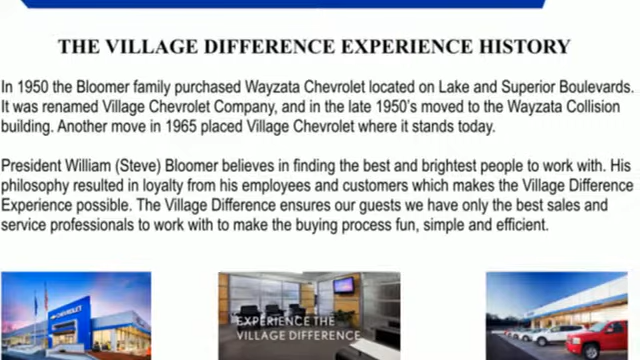 THE VILLAGE DIFFERENCE EXPERIENCE HISTORY
In 1950 the Bloomer family purchased Wayzata Chevrolet located on Lake and Superior Boulevards.
It was renamed Village Chevrolet Company, and in the late 1950's moved to the Wayzata Collision
building. Another move in 1965 placed Village Chevrolet where it stands today.
President William (Steve) Bloomer believes in finding the best and brightest people to work with. His
philosophy resulted in loyalty from his employees and customers which makes the Village Difference
Experience possible. The Village Difference ensures our guests we have only the best sales and
service professionals to work with to make the buying process fun, simple and efficient.
CHEVROLET
EXPERIENCE THE
VILLAGE DIFFERENCE